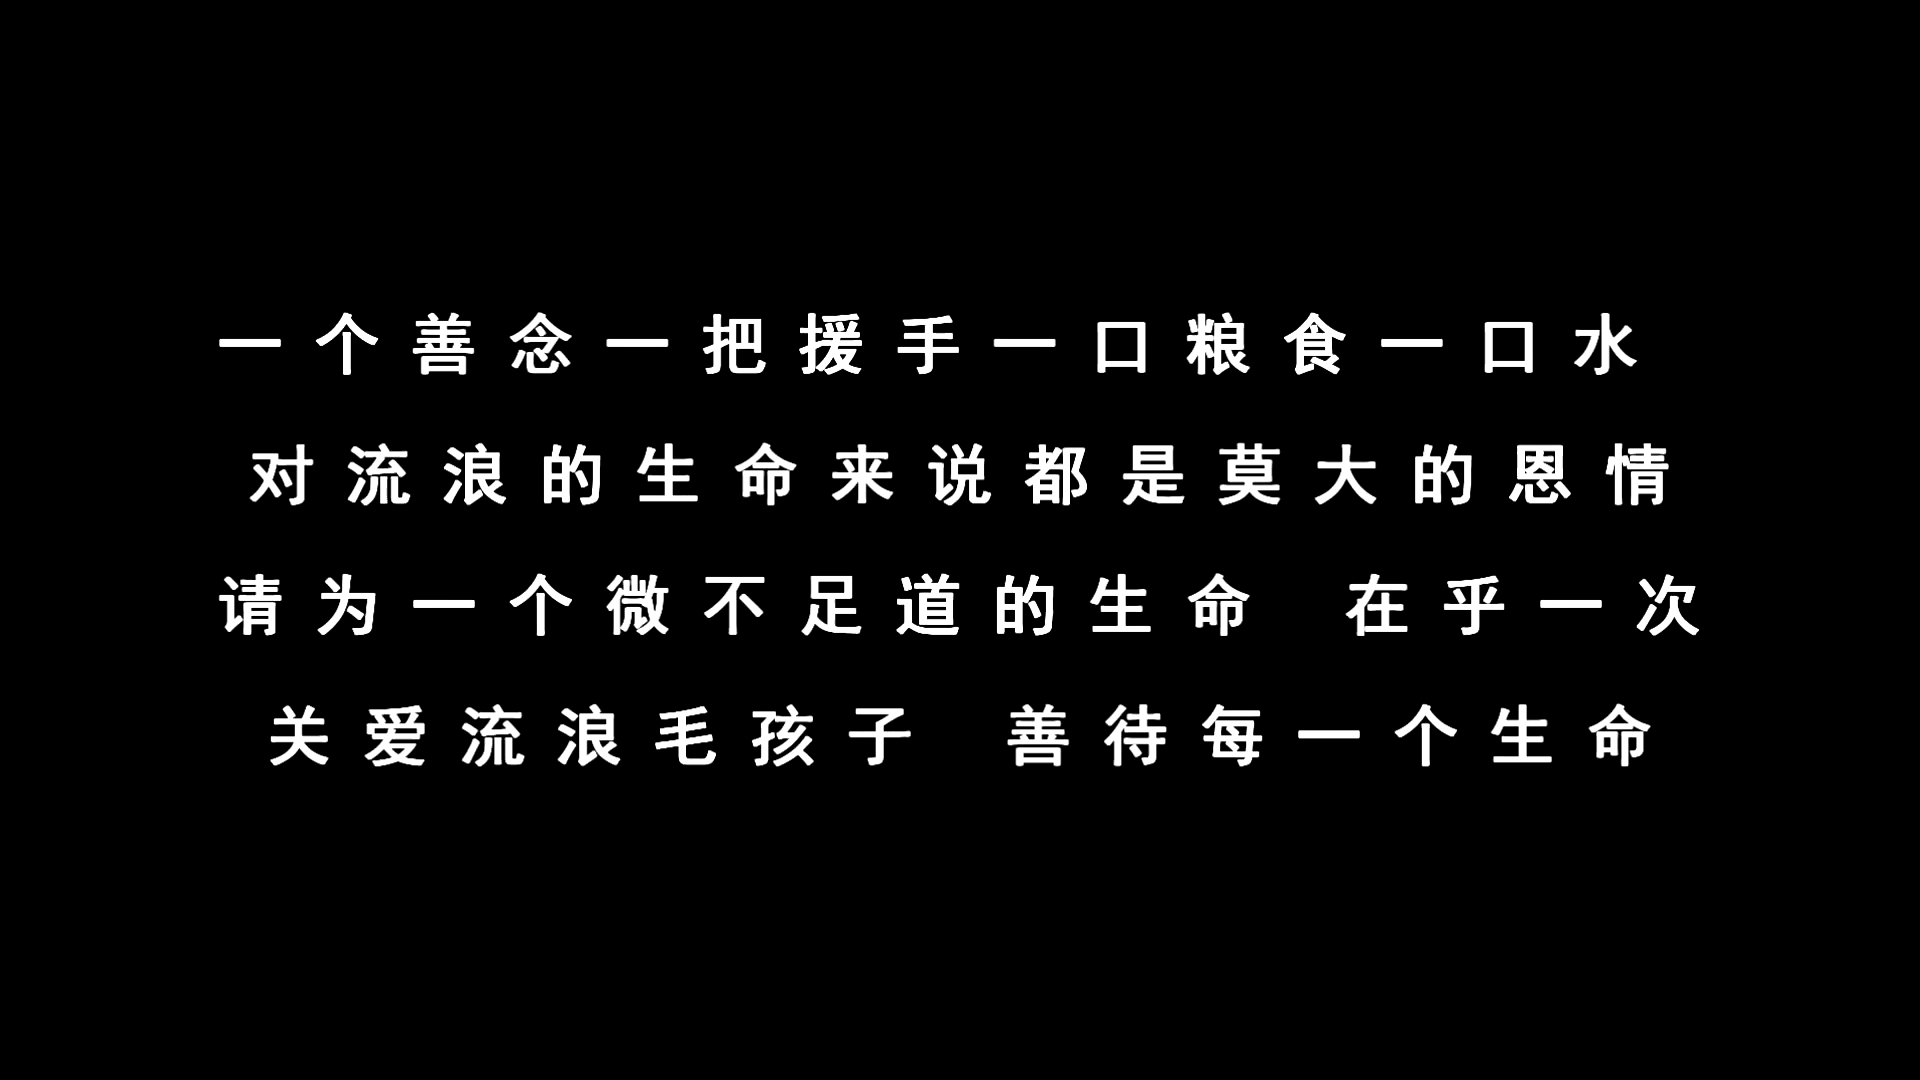 一个善念一把援手一口粮食一口水
对流浪的生命来说都是莫大的恩情
请为一个微不足道的生命 在乎一次
关爱流浪毛孩子 善待每一个生命